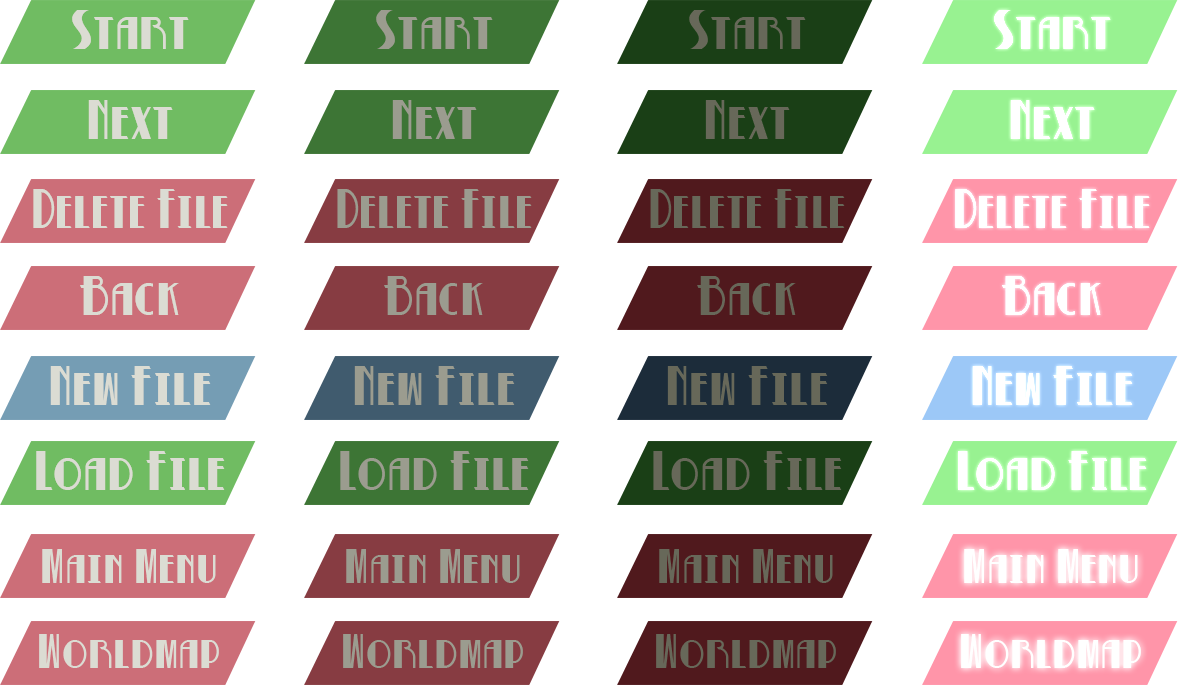 Start Start Start Start
Next Next Next Next
Delete File Delete File Delete File Delete File
Back Back Back Back
New File New File New File New File
Load File Load File Load File Load File
Main Menu Main Menu Main Menu Main Menu
Worldmap Worldmap Worldmap Worldmap